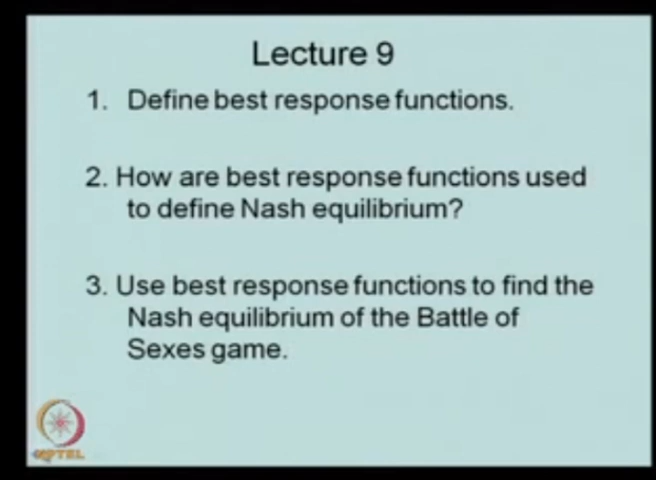 Lecture 9
1. Define best response functions.
2. How are best response functions used
to define Nash equilibrium?
3. Use best response functions to find the
Nash equilibrium of the Battle of
Sexes game.
NPTEL